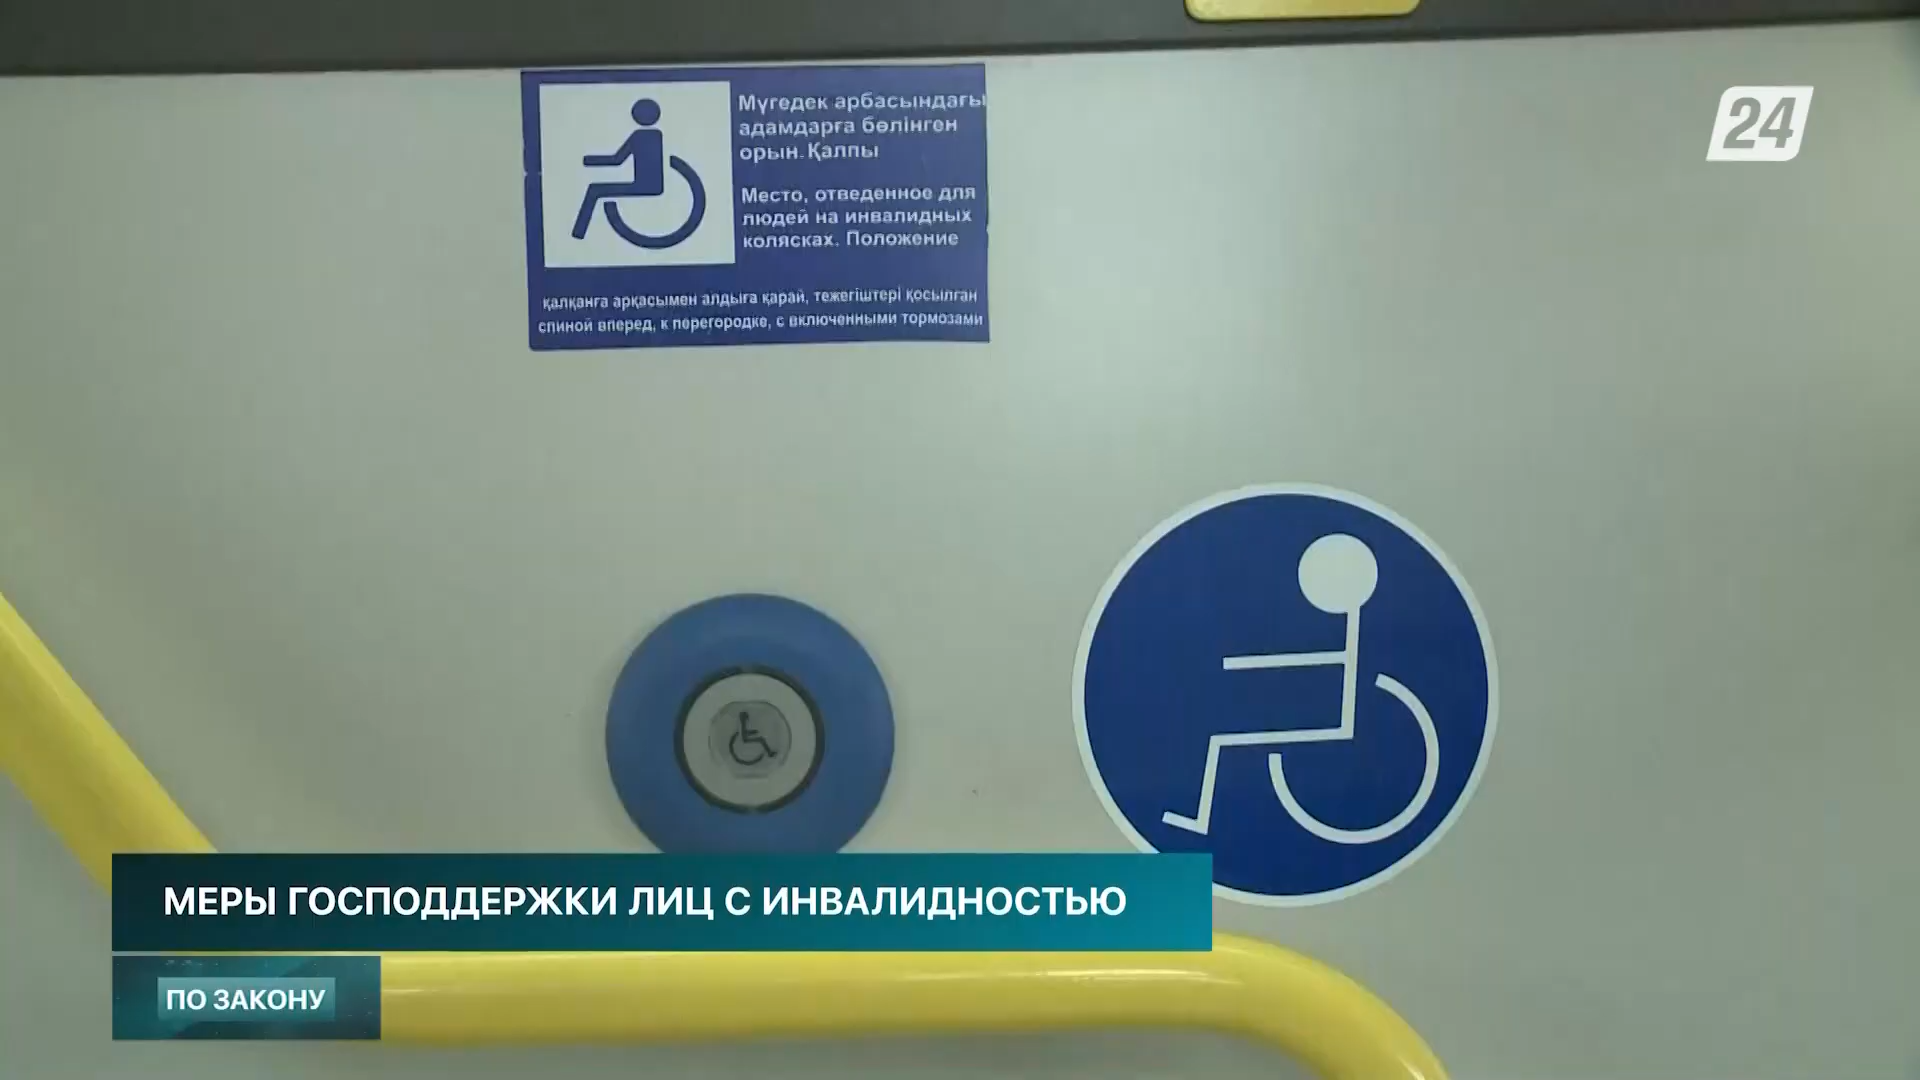 Мүгедек арбасындағы
адамдарға бөлінген
орын. Қалпы
Место, отведенное для
людей на инвалидных
колясках. Положение
қалқанға арқасымен алдыға қарай, тежегіштері қосылған
спиной вперед, к перегородке, с включенными тормозами
24
МЕРЫ ГОСПОДДЕРЖКИ ЛИЦ С ИНВАЛИДНОСТЬЮ
ПО ЗАКОНУ